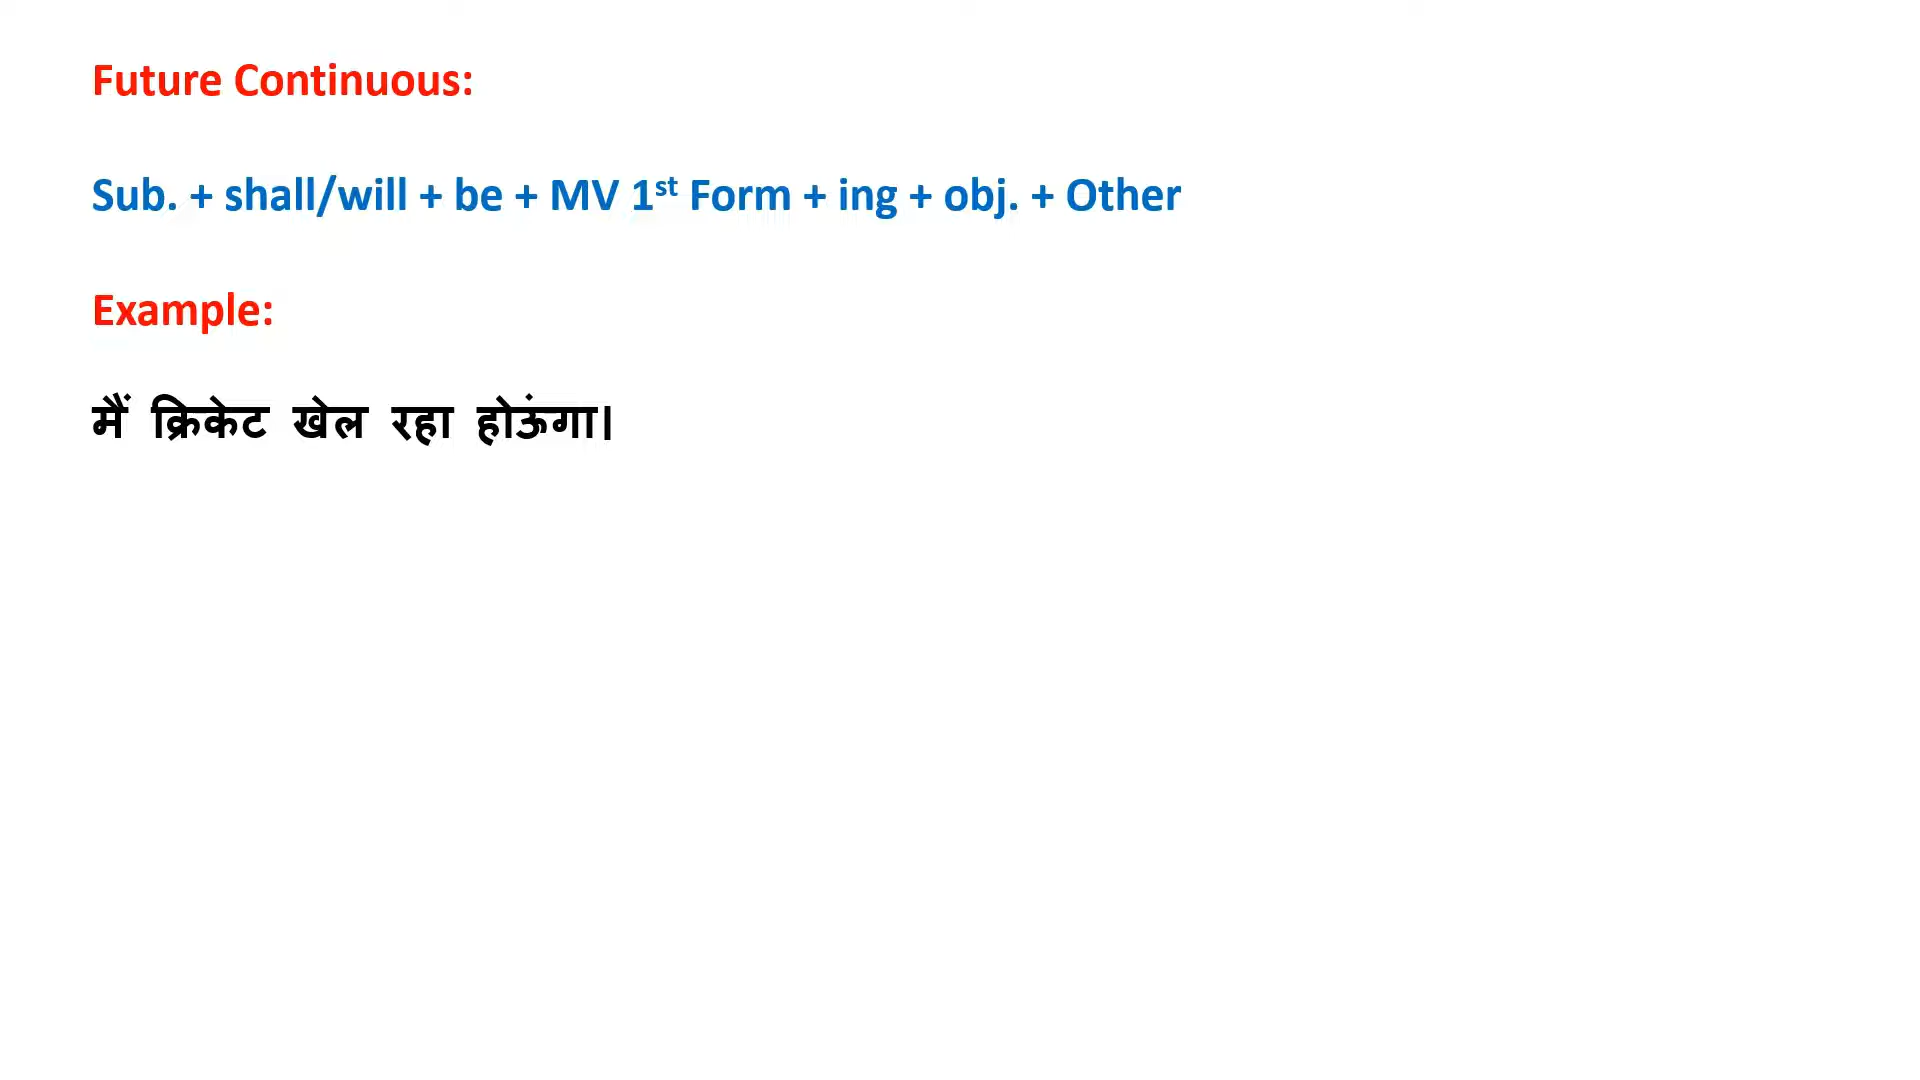 Future Continuous:
Sub. + shall/will + be + MV 1st Form + ing + obj. + Other
Example:
मैं क्रिकेट खेल रहा होऊंगा।